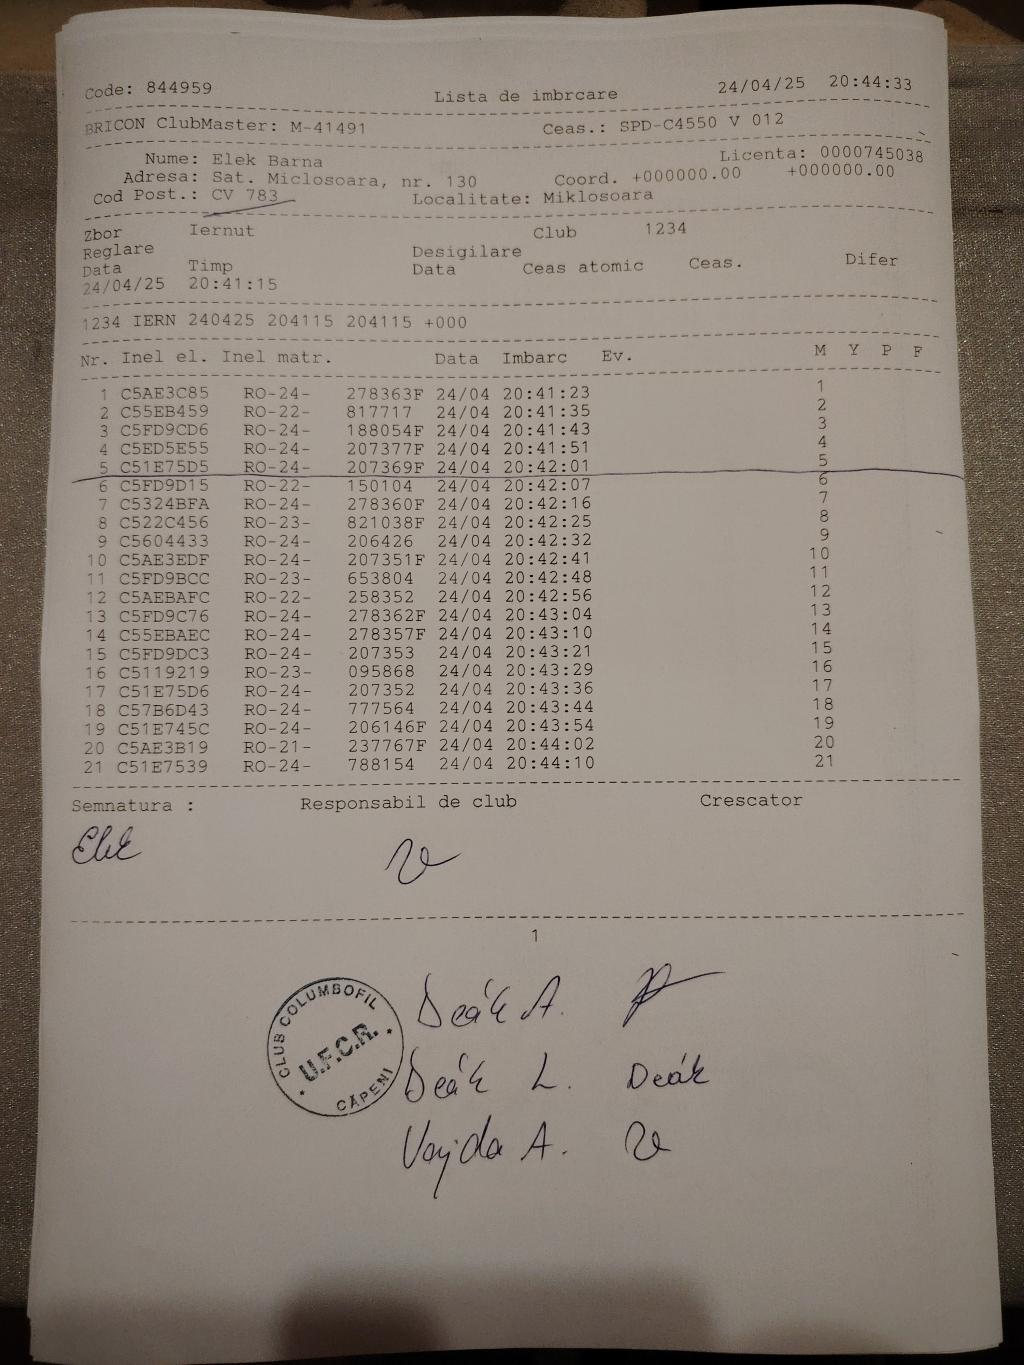 Code: 844959 Lista de imbrcare 24/04/25 20:44:33
BRICON ClubMaster: M-41491 Ceas.: SPD-C4550 V 012
Nume: Elek Barna Licenta: 0000745038
Adresa: Sat. Miclosoara, nr. 130 Coord. +000000.00 +000000.00
Cod Post.: CV 783 Localitate: Miklosoara
Zbor Iernut Club 1234
Reglare Desigilare
Data Timp Data Ceas atomic Ceas. Difer
24/04/25 20:41:15
1234 IERN 240425 204115 204115 +000
Nr. Inel el. Inel matr. Data Imbarc Ev. M Y P F
1 C5AE3C85 RO-24- 278363F 24/04 20:41:23 1
2 C55EB459 RO-22- 817717 24/04 20:41:35 2
3 C5FD9CD6 RO-24- 188054F 24/04 20:41:43 3
4 C5ED5E55 RO-24- 207377F 24/04 20:41:51 4
5 C51E75D5 RO-24- 207369F 24/04 20:42:01 5
6 C5FD9D15 RO-22- 150104 24/04 20:42:07 6
7 C5324BFA RO-24- 278360F 24/04 20:42:16 7
8 C522C456 RO-23- 821038F 24/04 20:42:25 8
9 C5604433 RO-24- 206426 24/04 20:42:32 9
10 C5AE3EDF RO-24- 207351F 24/04 20:42:41 10
11 C5FD9BCC RO-23- 653804 24/04 20:42:48 11
12 C5AEBAFC RO-22- 258352 24/04 20:42:56 12
13 C5FD9C76 RO-24- 278362F 24/04 20:43:04 13
14 C55EBAEC RO-24- 278357F 24/04 20:43:10 14
15 C5FD9DC3 RO-24- 207353 24/04 20:43:21 15
16 C5119219 RO-23- 095868 24/04 20:43:29 16
17 C51E75D6 RO-24- 207352 24/04 20:43:36 17
18 C57B6D43 RO-24- 777564 24/04 20:43:44 18
19 C51E745C RO-24- 206146F 24/04 20:43:54 19
20 C5AE3B19 RO-21- 237767F 24/04 20:44:02 20
21 C51E7539 RO-24- 788154 24/04 20:44:10 21
Semnatura : Responsabil de club Crescator
Elek
1
CLUB COLUMBOFIL
U.F.C.R.
CĂPENI
Deák A.
Deák L. Deák
Vajda A.